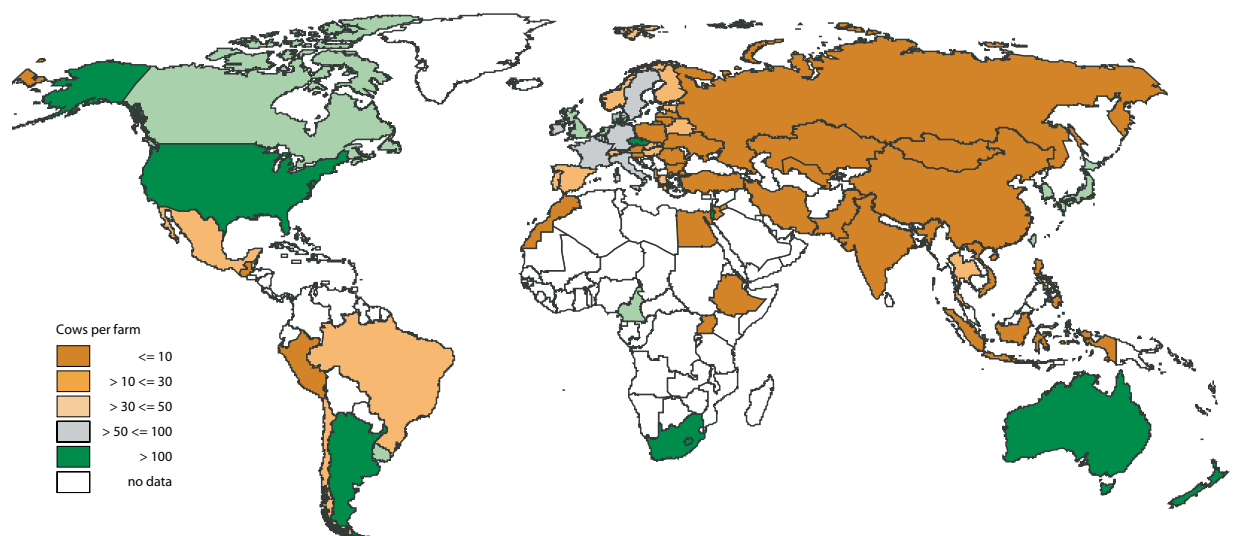 Cows per farm
<= 10
> 10 <= 30
> 30 <= 50
> 50 <= 100
> 100
no data